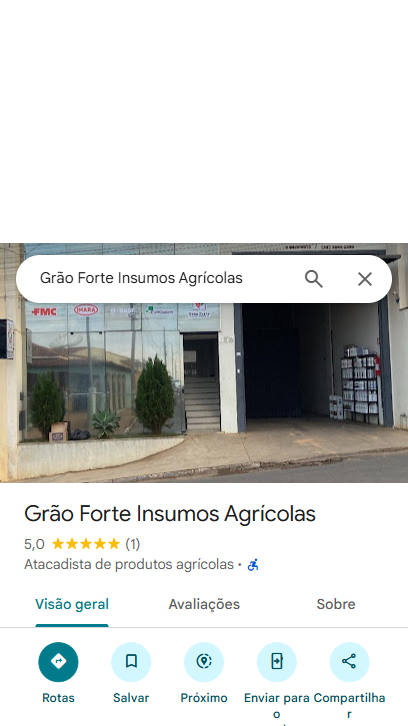 Grão Forte Insumos Agrícolas
FMC
IHARA
Grão Forte Insumos Agrícolas
5,0 (1)
Atacadista de produtos agrícolas ·
Visão geral
Avaliações
Sobre
Rotas
Salvar
Próximo
Enviar para
o
Compartilha
r